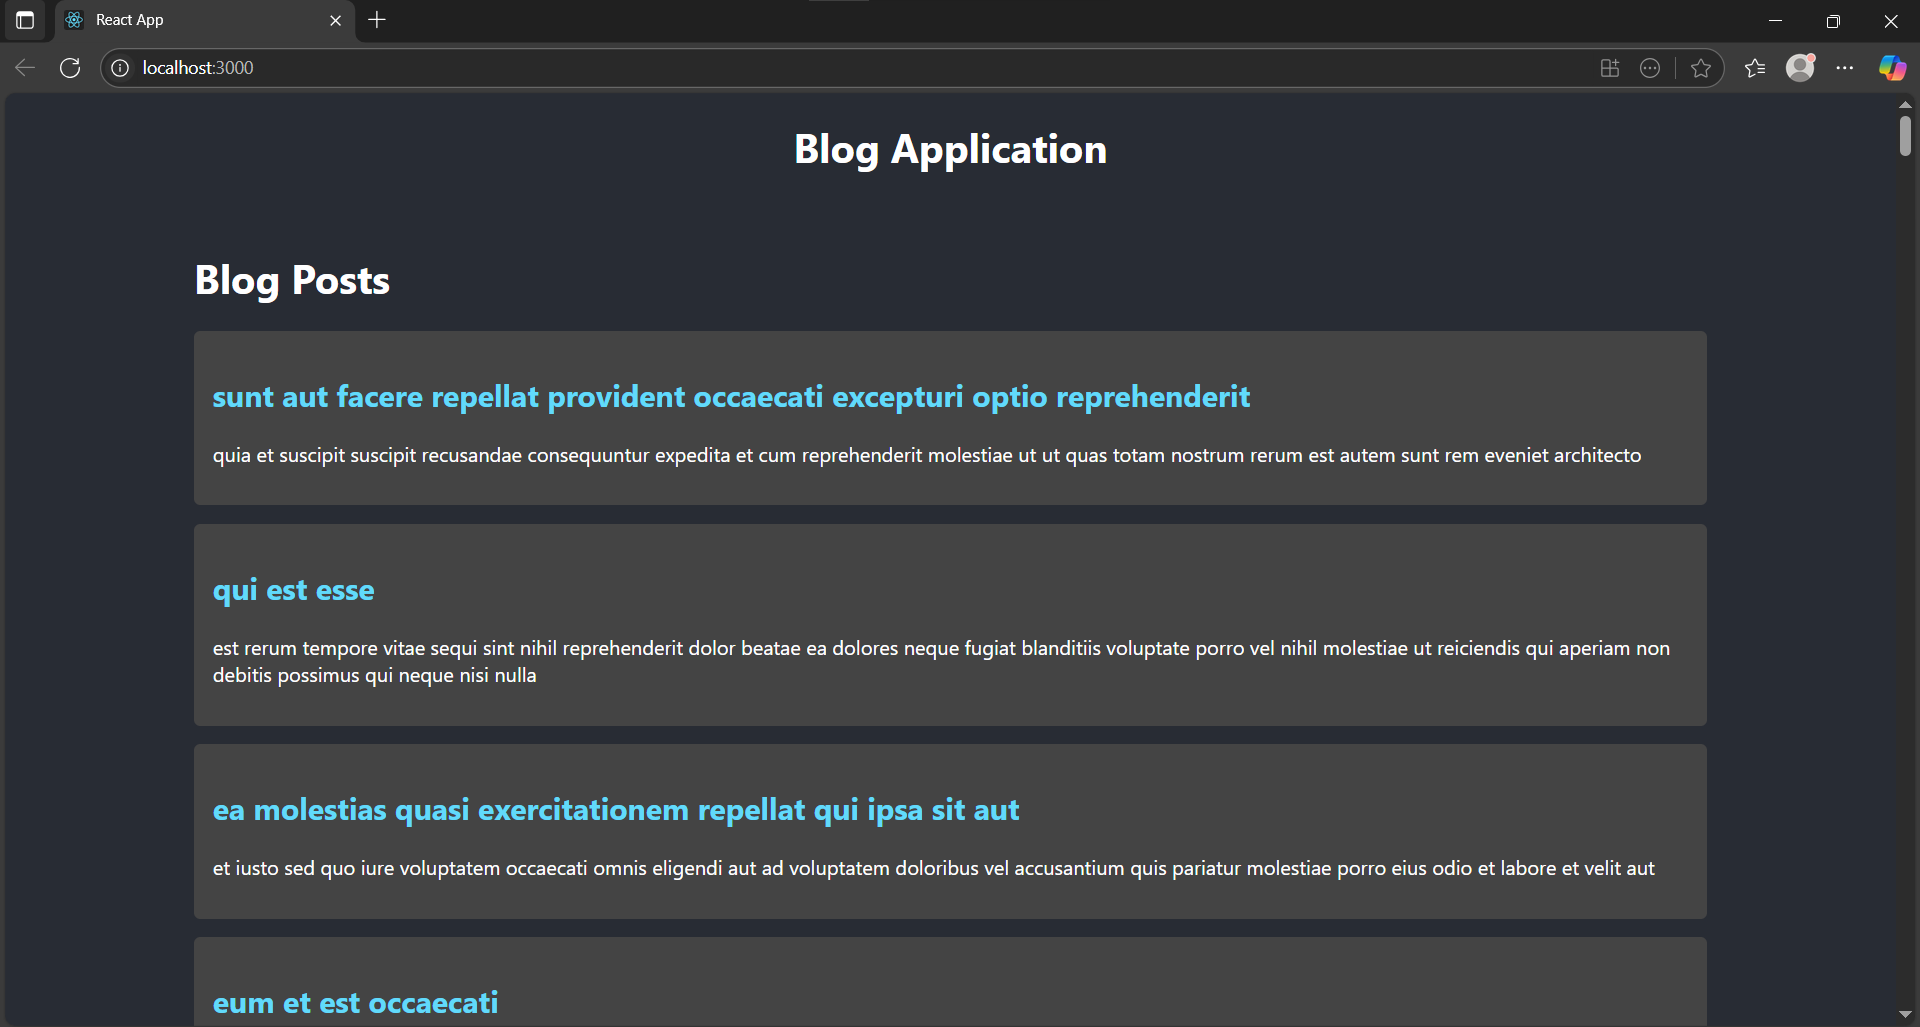 React App
localhost:3000
Blog Application
Blog Posts
sunt aut facere repellat provident occaecati excepturi optio reprehenderit
quia et suscipit suscipit recusandae consequuntur expedita et cum reprehenderit molestiae ut ut quas totam nostrum rerum est autem sunt rem eveniet architecto
qui est esse
est rerum tempore vitae sequi sint nihil reprehenderit dolor beatae ea dolores neque fugiat blanditiis voluptate porro vel nihil molestiae ut reiciendis qui aperiam non
debitis possimus qui neque nisi nulla
ea molestias quasi exercitationem repellat qui ipsa sit aut
et iusto sed quo iure voluptatem occaecati omnis eligendi aut ad voluptatem doloribus vel accusantium quis pariatur molestiae porro eius odio et labore et velit aut
eum et est occaecati